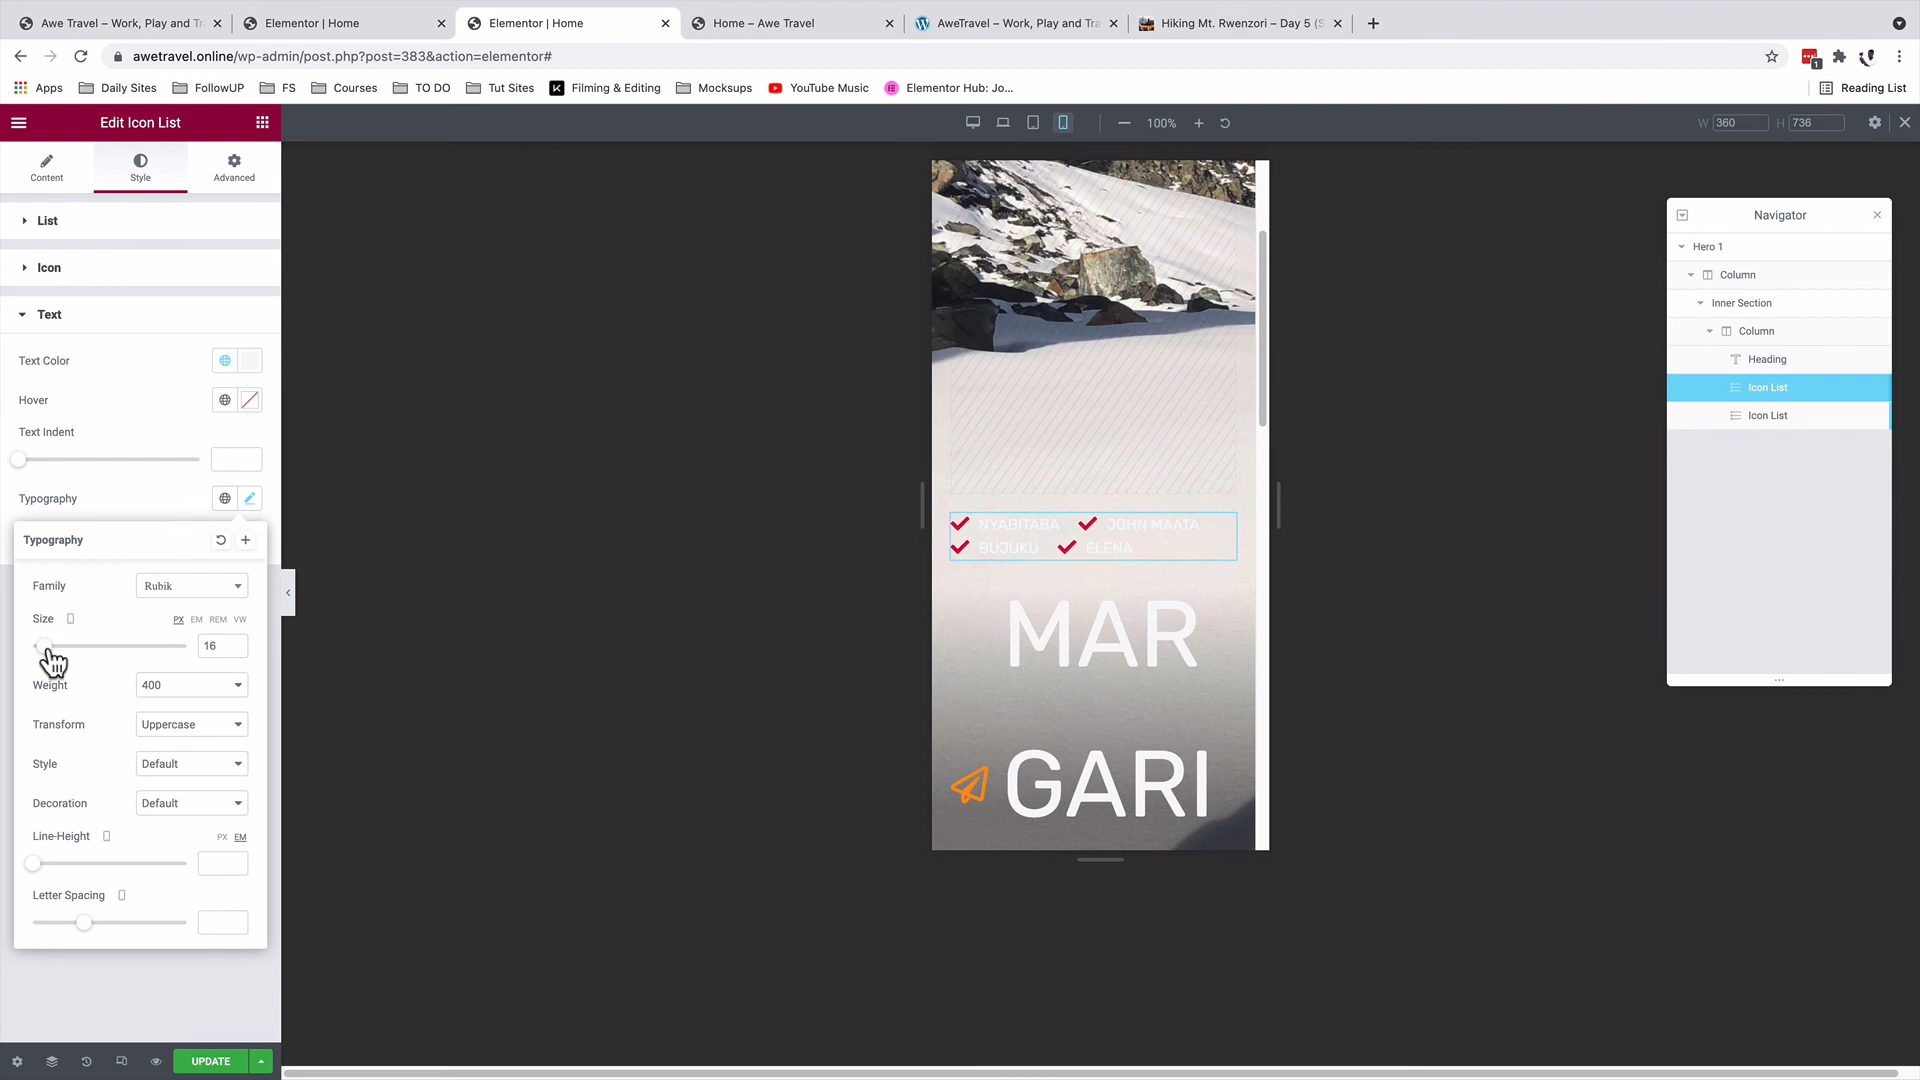 Awe Travel – Work, Play and Tr
Elementor | Home
Elementor | Home
Home – Awe Travel
AweTravel – Work, Play and Tra
Hiking Mt. Rwenzori – Day 5 (S
awetravel.online/wp-admin/post.php?post=383&action=elementor#
1
Apps
Daily Sites
FollowUP
FS
Courses
TO DO
Tut Sites
Filming & Editing
Mocksups
YouTube Music
Elementor Hub: Jo...
Reading List
Edit Icon List
100%
W 360
H 736
Content
Style
Advanced
List
Icon
Text
Text Color
Hover
Text Indent
Typography
Typography
Family
Rubik
Size
PX EM REM VW
16
Weight
400
Transform
Uppercase
Style
Default
Decoration
Default
Line-Height
PX EM
Letter Spacing
UPDATE
NYABITABA
JOHN MAATA
BUJUKU
ELENA
MAR
GARI
Navigator
Hero 1
Column
Inner Section
Column
Heading
Icon List
Icon List